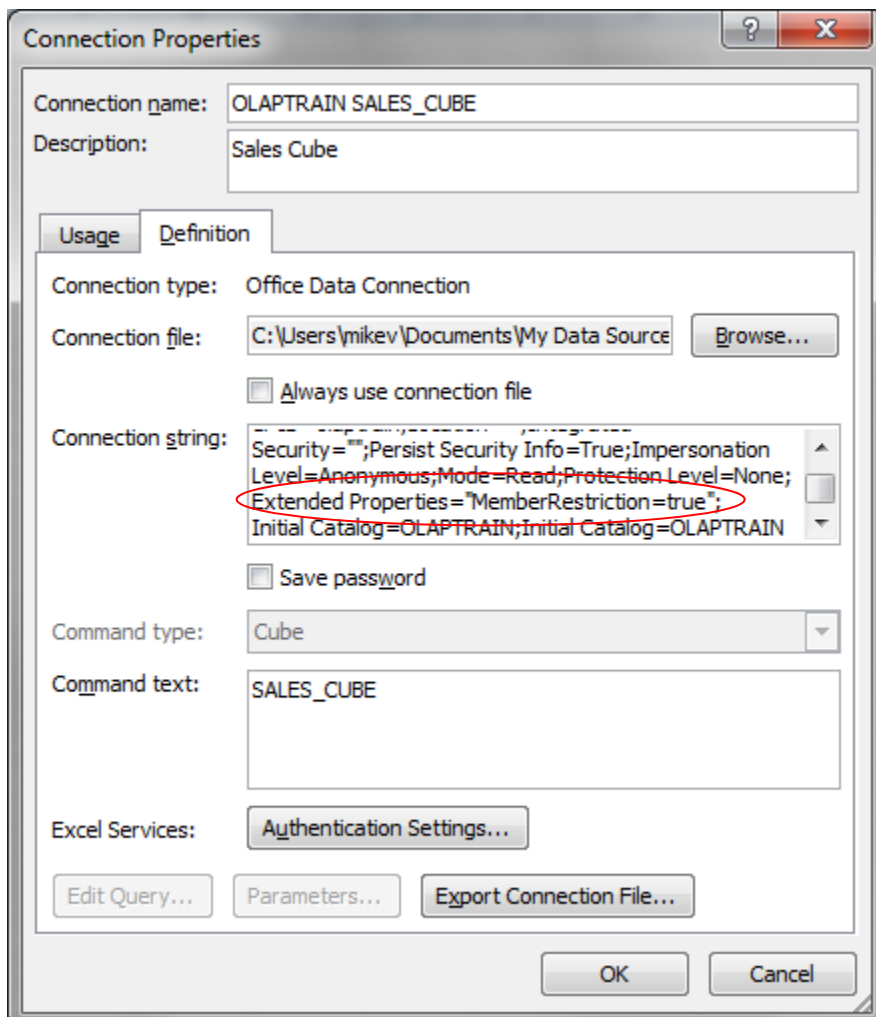 Connection Properties
Connection name: OLAPTRAIN SALES_CUBE
Description: Sales Cube
Usage Definition
Connection type: Office Data Connection
Connection file: C:\Users\mikev\Documents\My Data Source Browse...
Always use connection file
Connection string:
Security="";Persist Security Info=True;Impersonation
Level=Anonymous;Mode=Read;Protection Level=None;
Extended Properties="MemberRestriction=true";
Initial Catalog=OLAPTRAIN;Initial Catalog=OLAPTRAIN
Save password
Command type: Cube
Command text: SALES_CUBE
Excel Services: Authentication Settings...
Edit Query... Parameters... Export Connection File...
OK Cancel